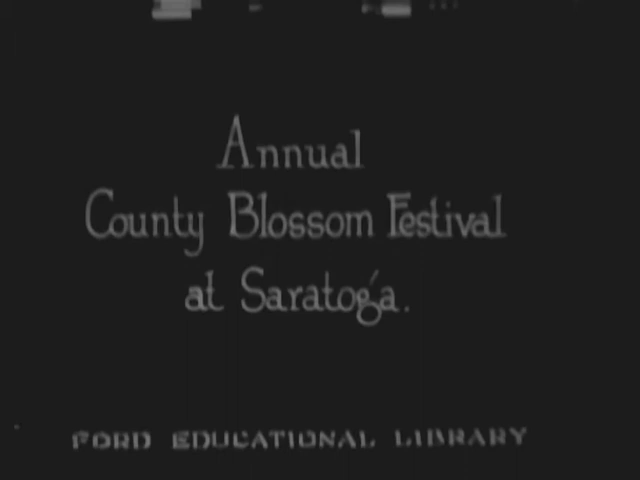 Annual
County Blossom Festival
at Saratoga.
FORD EDUCATIONAL LIBRARY